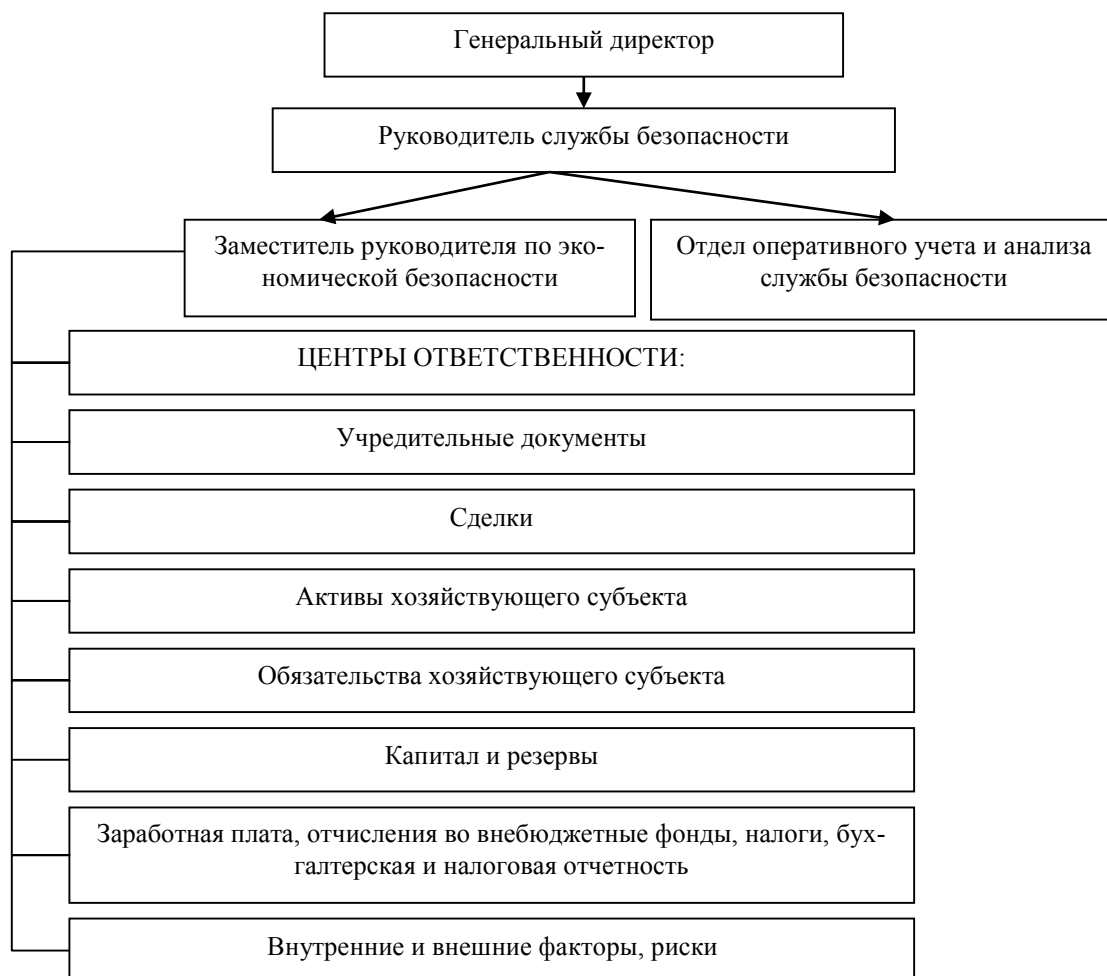 Генеральный директор
Руководитель службы безопасности
Заместитель руководителя по эко-
номической безопасности
Отдел оперативного учета и анализа
службы безопасности
ЦЕНТРЫ ОТВЕТСТВЕННОСТИ:
Учредительные документы
Сделки
Активы хозяйствующего субъекта
Обязательства хозяйствующего субъекта
Капитал и резервы
Заработная плата, отчисления во внебюджетные фонды, налоги, бух-
галтерская и налоговая отчетность
Внутренние и внешние факторы, риски